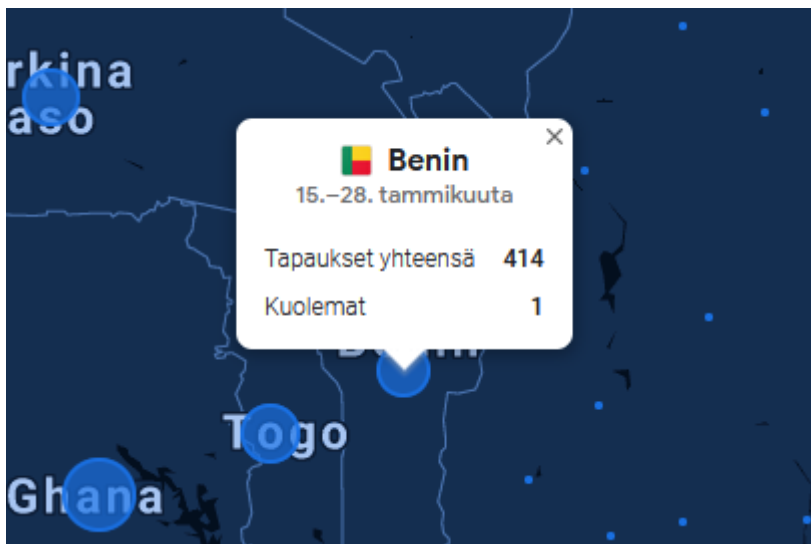 rkina
aso
Benin
15.–28. tammikuuta
Tapaukset yhteensä 414
Kuolemat 1
Togo
Ghana